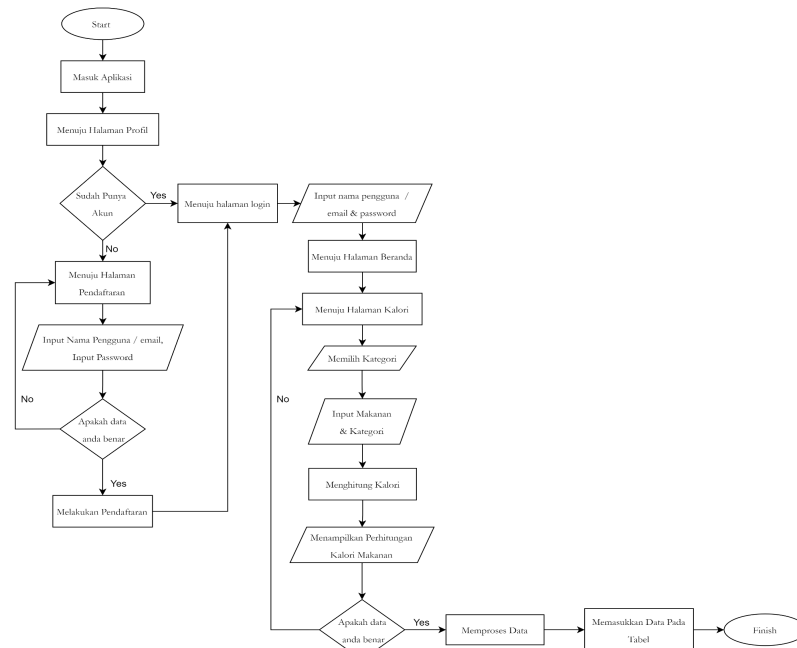 Start
Masuk Aplikasi
Menuju Halaman Profil
Sudah Punya
Akun
Yes
No
Menuju Halaman
Pendaftaran
Input Nama Pengguna / email,
Input Password
No
Apakah data
anda benar
Yes
Melakukan Pendaftaran
Menuju halaman login
Input nama pengguna /
email & password
Menuju Halaman Beranda
Menuju Halaman Kalori
Memilih Kategori
No
Input Makanan
& Kategori
Menghitung Kalori
Menampilkan Perhitungan
Kalori Makanan
Apakah data
anda benar
Yes
Memproses Data
Memasukkan Data Pada
Tabel
Finish